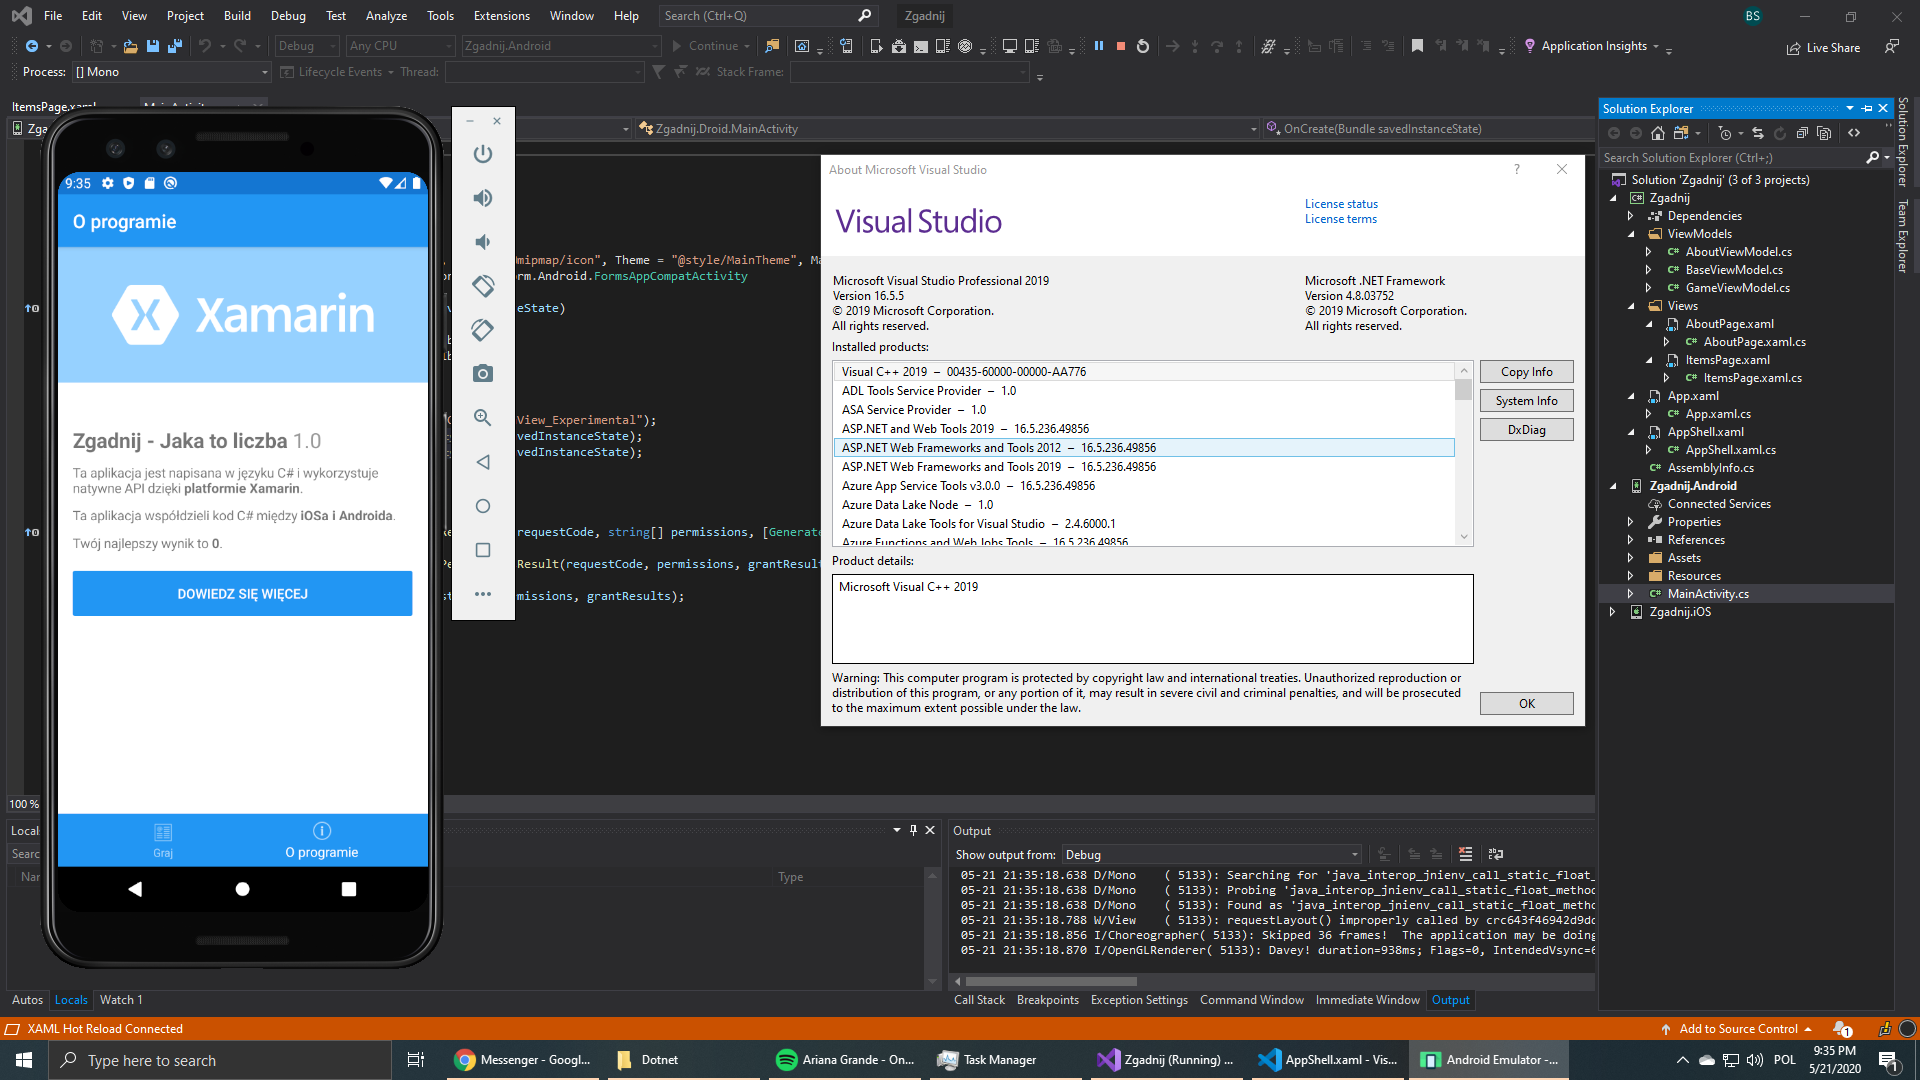 File Edit View Project Build Debug Test Analyze Tools Extensions Window Help Search (Ctrl+Q) Zgadnij BS
Debug Any CPU Zgadnij.Android Continue Application Insights Live Share
Process: [] Mono Lifecycle Events Thread: Stack Frame:
ItemsPage.xaml
Zgadnij.Droid.MainActivity OnCreate(Bundle savedInstanceState)
9:35
O programie
Xamarin
Zgadnij - Jaka to liczba 1.0
Ta aplikacja jest napisana w języku C# i wykorzystuje
natywne API dzięki platformie Xamarin.
Ta aplikacja współdzieli kod C# między iOSa i Androida.
Twój najlepszy wynik to 0.
DOWIEDZ SIĘ WIĘCEJ
Graj
O programie
mipmap/icon", Theme = "@style/MainTheme", Ma
rm.Android.FormsAppCompatActivity
eState)
View_Experimental");
vedInstanceState);
vedInstanceState);
requestCode, string[] permissions, [Generate
Result(requestCode, permissions, grantResult
missions, grantResults);
100 %
About Microsoft Visual Studio
Visual Studio
License status
License terms
Microsoft Visual Studio Professional 2019
Version 16.5.5
© 2019 Microsoft Corporation.
All rights reserved.
Microsoft .NET Framework
Version 4.8.03752
© 2019 Microsoft Corporation.
All rights reserved.
Installed products:
Visual C++ 2019 – 00435-60000-00000-AA776
ADL Tools Service Provider – 1.0
ASA Service Provider – 1.0
ASP.NET and Web Tools 2019 – 16.5.236.49856
ASP.NET Web Frameworks and Tools 2012 – 16.5.236.49856
ASP.NET Web Frameworks and Tools 2019 – 16.5.236.49856
Azure App Service Tools v3.0.0 – 16.5.236.49856
Azure Data Lake Node – 1.0
Azure Data Lake Tools for Visual Studio – 2.4.6000.1
Azure Functions and Web Jobs Tools – 16.5.236.49856
Copy Info
System Info
DxDiag
Product details:
Microsoft Visual C++ 2019
Warning: This computer program is protected by copyright law and international treaties. Unauthorized reproduction or
distribution of this program, or any portion of it, may result in severe civil and criminal penalties, and will be prosecuted
to the maximum extent possible under the law.
OK
Solution Explorer
Search Solution Explorer (Ctrl+;)
Solution 'Zgadnij' (3 of 3 projects)
Zgadnij
Dependencies
ViewModels
AboutViewModel.cs
BaseViewModel.cs
GameViewModel.cs
Views
AboutPage.xaml
AboutPage.xaml.cs
ItemsPage.xaml
ItemsPage.xaml.cs
App.xaml
App.xaml.cs
AppShell.xaml
AppShell.xaml.cs
AssemblyInfo.cs
Zgadnij.Android
Connected Services
Properties
References
Assets
Resources
MainActivity.cs
Zgadnij.iOS
Solution Explorer
Team Explorer
Locals
Type
Autos Locals Watch 1
Output
Show output from: Debug
05-21 21:35:18.638 D/Mono ( 5133): Searching for 'java_interop_jnienv_call_static_float_
05-21 21:35:18.638 D/Mono ( 5133): Probing 'java_interop_jnienv_call_static_float_metho
05-21 21:35:18.638 D/Mono ( 5133): Found as 'java_interop_jnienv_call_static_float_metho
05-21 21:35:18.788 W/View ( 5133): requestLayout() improperly called by crc643f46942d9dc
05-21 21:35:18.856 I/Choreographer( 5133): Skipped 36 frames! The application may be doing
05-21 21:35:18.870 I/OpenGLRenderer( 5133): Davey! duration=938ms; Flags=0, IntendedVsync=6
Call Stack Breakpoints Exception Settings Command Window Immediate Window Output
XAML Hot Reload Connected
Add to Source Control 1
Type here to search
Messenger - Googl...
Dotnet
Ariana Grande - On...
Task Manager
Zgadnij (Running) ...
AppShell.xaml - Vis...
Android Emulator -...
POL
9:35 PM
5/21/2020
1